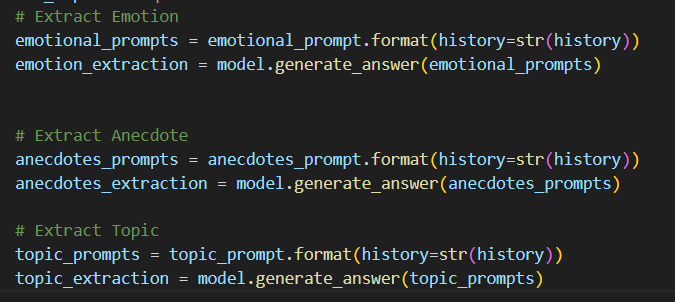 # Extract Emotion
emotional_prompts = emotional_prompt.format(history=str(history))
emotion_extraction = model.generate_answer(emotional_prompts)
# Extract Anecdote
anecdotes_prompts = anecdotes_prompt.format(history=str(history))
anecdotes_extraction = model.generate_answer(anecdotes_prompts)
# Extract Topic
topic_prompts = topic_prompt.format(history=str(history))
topic_extraction = model.generate_answer(topic_prompts)